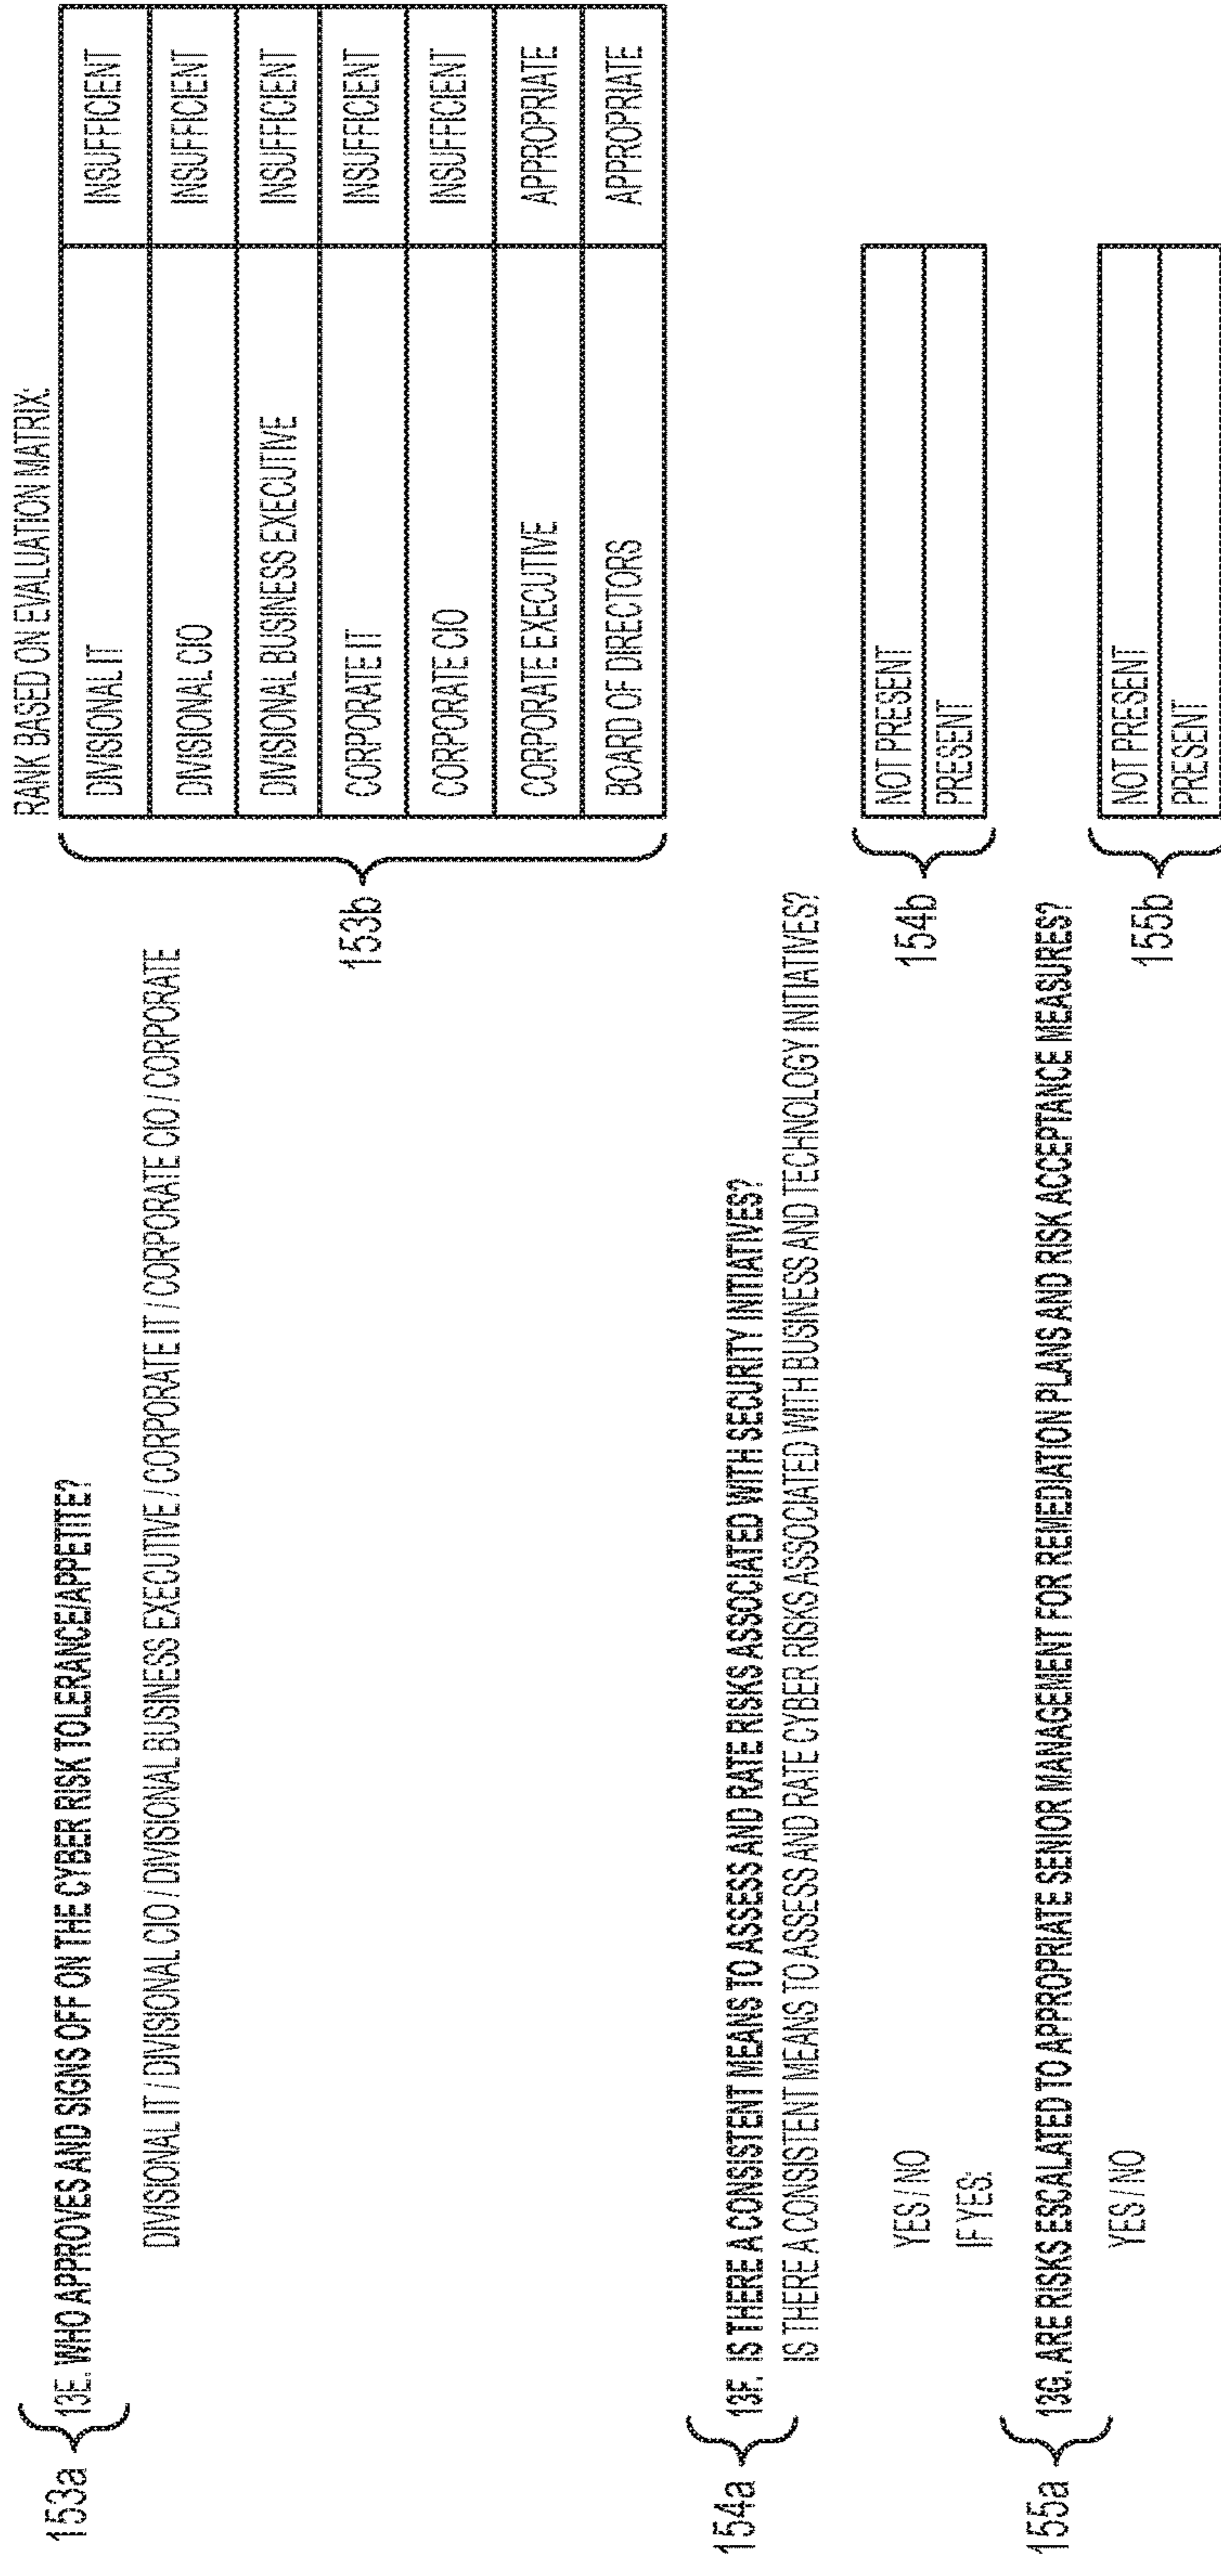 153a
13E. WHO APPROVES AND SIGNS OFF ON THE CYBER RISK TOLERANCE/APPETITE?
DIVISIONAL IT / DIVISIONAL CIO / DIVISIONAL BUSINESS EXECUTIVE / CORPORATE IT / CORPORATE CIO / CORPORATE
RANK BASED ON EVALUATION MATRIX:
153b
DIVISIONAL IT INSUFFICIENT
DIVISIONAL CIO INSUFFICIENT
DIVISIONAL BUSINESS EXECUTIVE INSUFFICIENT
CORPORATE IT INSUFFICIENT
CORPORATE CIO INSUFFICIENT
CORPORATE EXECUTIVE APPROPRIATE
BOARD OF DIRECTORS APPROPRIATE
154a
13F. IS THERE A CONSISTENT MEANS TO ASSESS AND RATE RISKS ASSOCIATED WITH SECURITY INITIATIVES?
IS THERE A CONSISTENT MEANS TO ASSESS AND RATE CYBER RISKS ASSOCIATED WITH BUSINESS AND TECHNOLOGY INITIATIVES?
YES / NO
IF YES:
154b
NOT PRESENT
PRESENT
155a
13G. ARE RISKS ESCALATED TO APPROPRIATE SENIOR MANAGEMENT FOR REMEDIATION PLANS AND RISK ACCEPTANCE MEASURES?
YES / NO
155b
NOT PRESENT
PRESENT